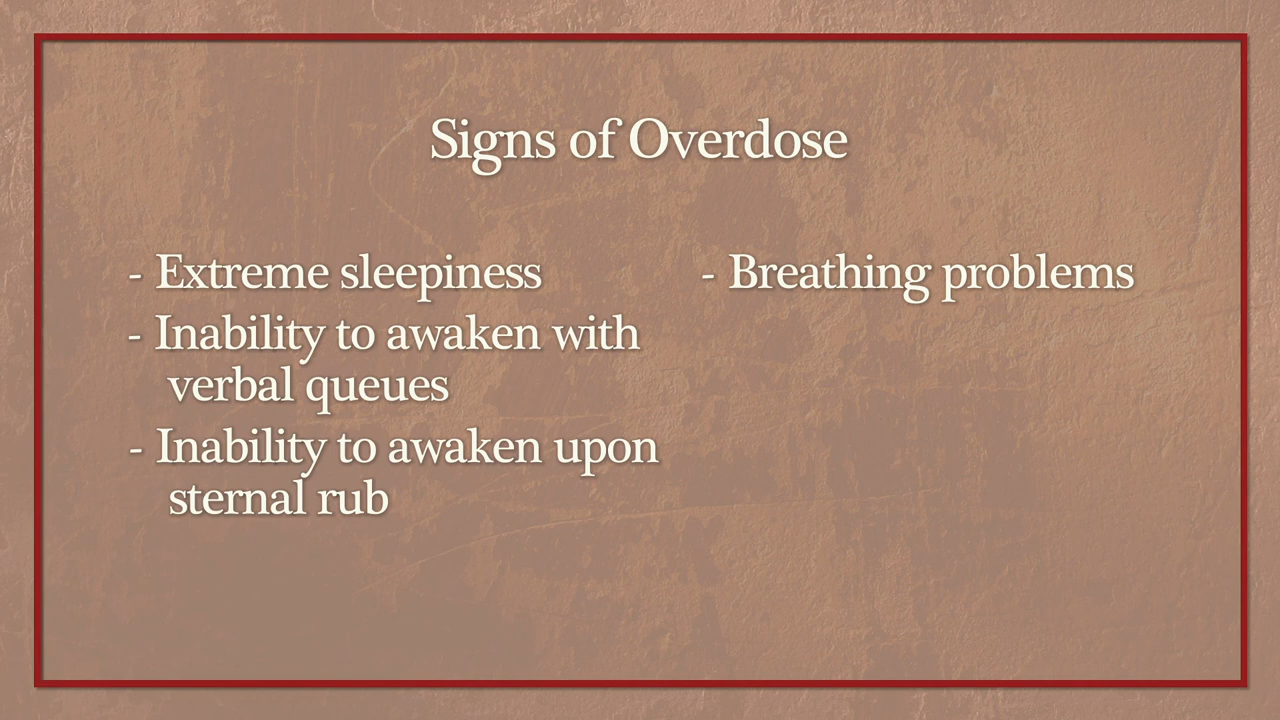 Signs of Overdose
- Extreme sleepiness
- Inability to awaken with
verbal queues
- Inability to awaken upon
sternal rub
- Breathing problems